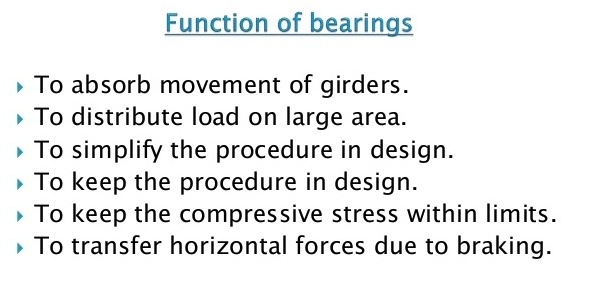 Function of bearings
To absorb movement of girders.
To distribute load on large area.
To simplify the procedure in design.
To keep the procedure in design.
To keep the compressive stress within limits.
To transfer horizontal forces due to braking.